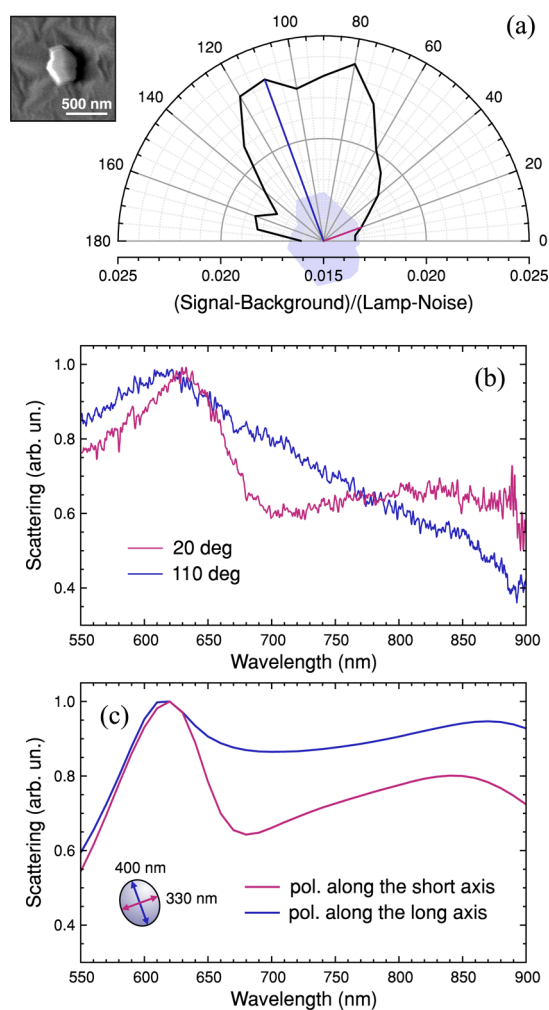 500 nm
(a)
100
80
120
60
140
40
160
20
180
0
0.025
0.020
0.015
0.020
0.025
(Signal-Background)/(Lamp-Noise)
(b)
1.0
0.8
0.6
0.4
Scattering (arb. un.)
20 deg
110 deg
550
600
650
700
750
800
850
900
Wavelength (nm)
(c)
1.0
0.8
0.6
0.4
Scattering (arb. un.)
400 nm
330 nm
pol. along the short axis
pol. along the long axis
550
600
650
700
750
800
850
900
Wavelength (nm)